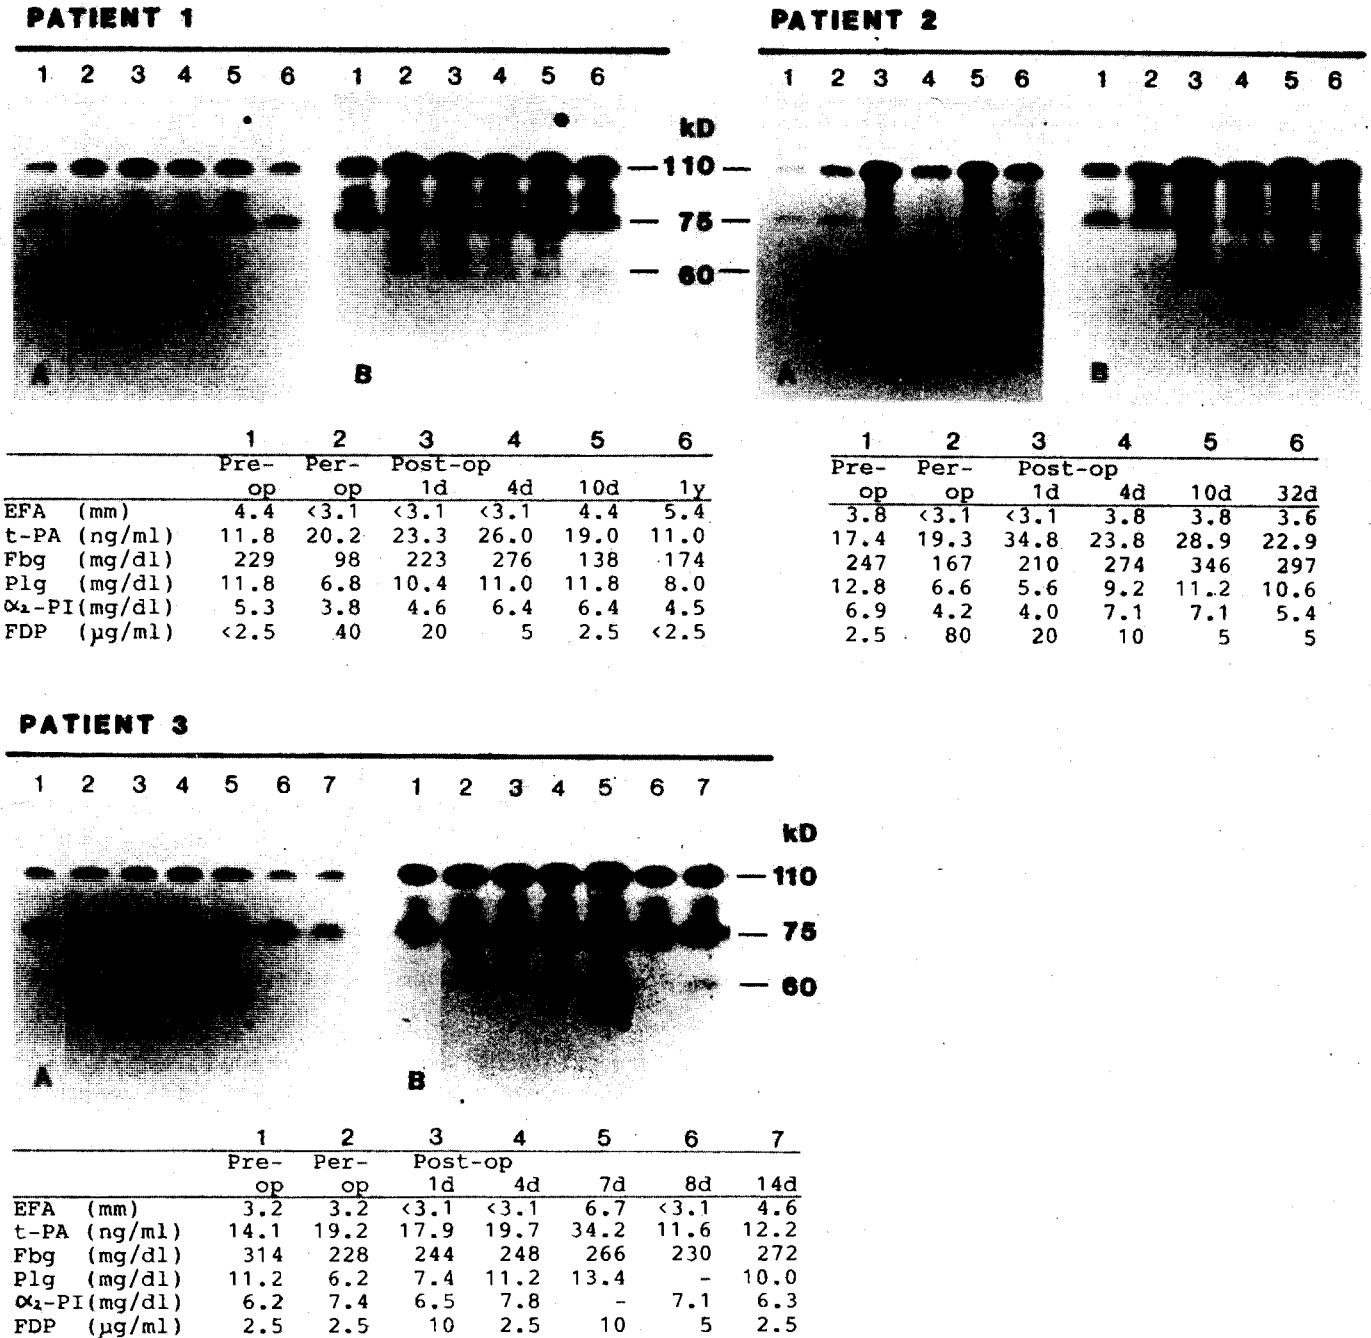 PATIENT 1
1 2 3 4 5 6 1 2 3 4 5 6
kD
110
75
60
A B
1 2 3 4 5 6
Pre- Per- Post-op
op op 1d 4d 10d 1y
EFA (mm) 4.4 <3.1 <3.1 <3.1 4.4 5.4
t-PA (ng/ml) 11.8 20.2 23.3 26.0 19.0 11.0
Fbg (mg/dl) 229 98 223 276 138 174
Plg (mg/dl) 11.8 6.8 10.4 11.0 11.8 8.0
α₂-PI(mg/dl) 5.3 3.8 4.6 6.4 6.4 4.5
FDP (μg/ml) <2.5 40 20 5 2.5 <2.5
PATIENT 2
1 2 3 4 5 6 1 2 3 4 5 6
A B
1 2 3 4 5 6
Pre- Per- Post-op
op op 1d 4d 10d 32d
3.8 <3.1 <3.1 3.8 3.8 3.6
17.4 19.3 34.8 23.8 28.9 22.9
247 167 210 274 346 297
12.8 6.6 5.6 9.2 11.2 10.6
6.9 4.2 4.0 7.1 7.1 5.4
2.5 80 20 10 5 5
PATIENT 3
1 2 3 4 5 6 7 1 2 3 4 5 6 7
kD
110
75
60
A B
1 2 3 4 5 6 7
Pre- Per- Post-op
op op 1d 4d 7d 8d 14d
EFA (mm) 3.2 3.2 <3.1 <3.1 6.7 <3.1 4.6
t-PA (ng/ml) 14.1 19.2 17.9 19.7 34.2 11.6 12.2
Fbg (mg/dl) 314 228 244 248 266 230 272
Plg (mg/dl) 11.2 6.2 7.4 11.2 13.4 - 10.0
α₂-PI(mg/dl) 6.2 7.4 6.5 7.8 - 7.1 6.3
FDP (μg/ml) 2.5 2.5 10 2.5 10 5 2.5